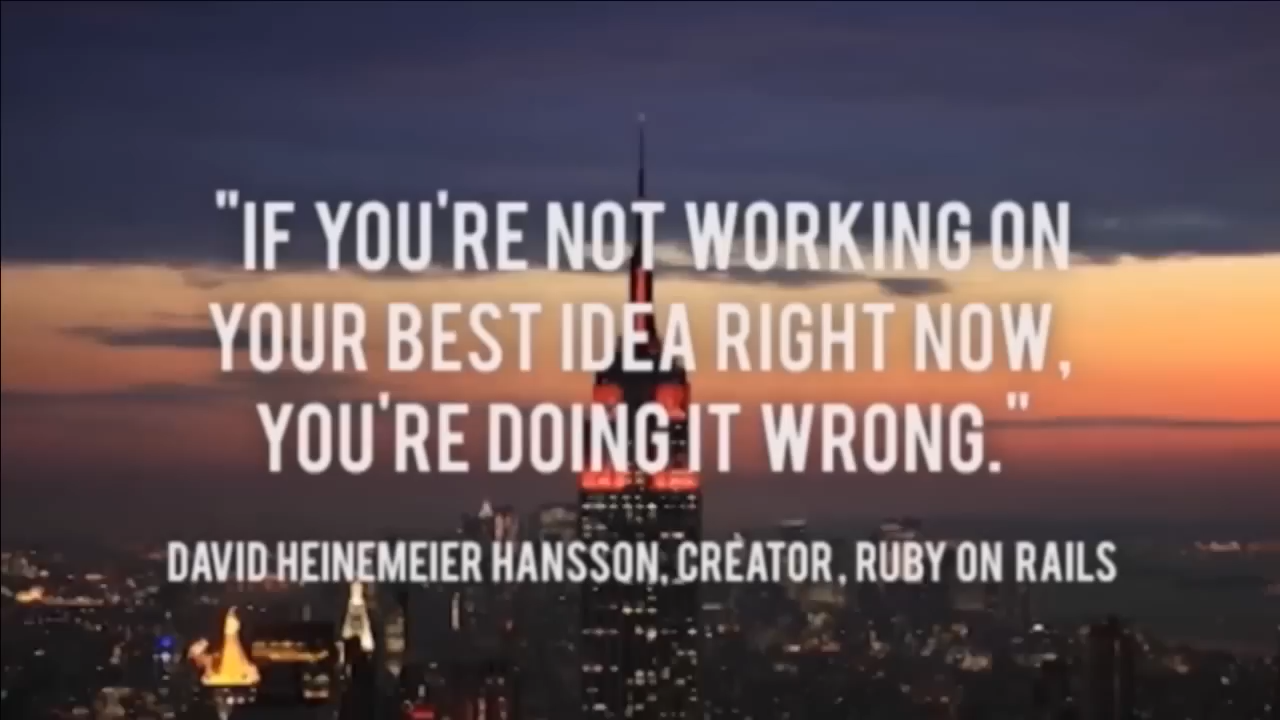 "IF YOU'RE NOT WORKING ON
YOUR BEST IDEA RIGHT NOW,
YOU'RE DOING IT WRONG."
DAVID HEINEMEIER HANSSON, CREATOR, RUBY ON RAILS